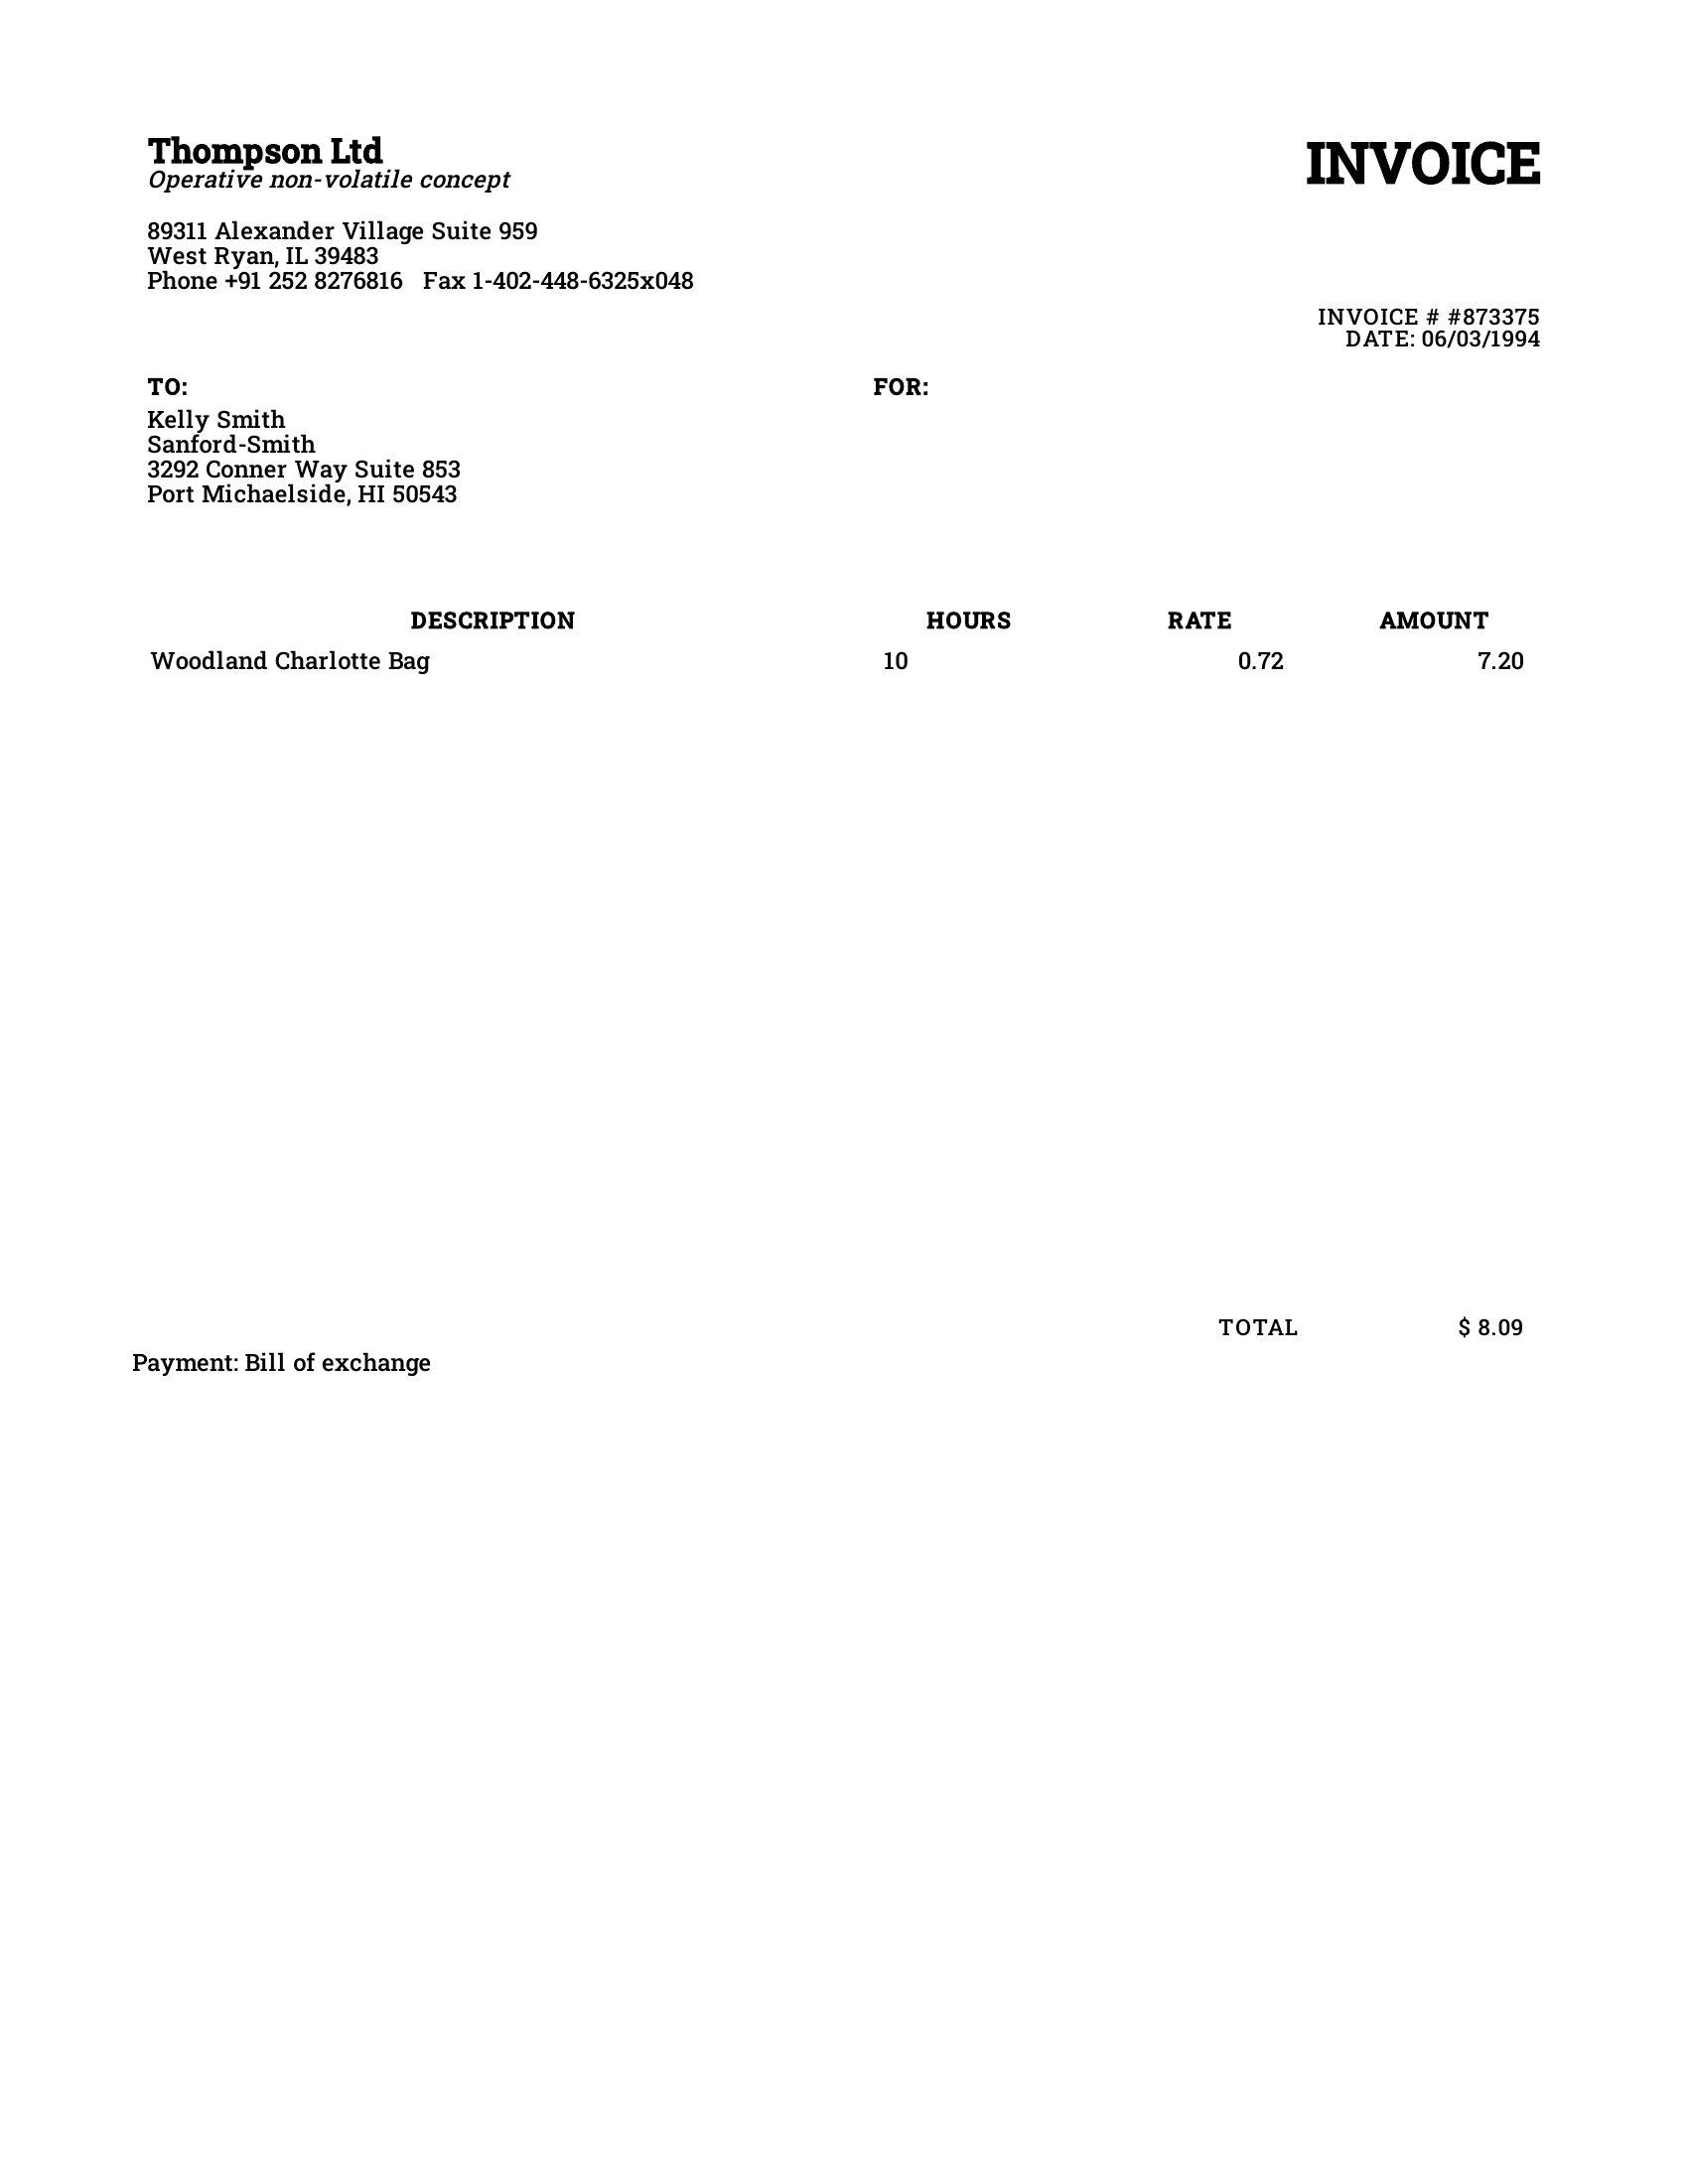 Thompson Ltd
INVOICE
Operative non-volatile concept
89311 Alexander Village Suite 959
West Ryan, IL 39483
Phone +91 252 8276816 Fax 1-402-448-6325x048
INVOICE # #873375
DATE: 06/03/1994
TO:
FOR:
Kelly Smith
Sanford-Smith
3292 Conner Way Suite 853
Port Michaelside, HI 50543
DESCRIPTION HOURS RATE AMOUNT
Woodland Charlotte Bag 10 0.72 7.20
TOTAL $ 8.09
Payment: Bill of exchange